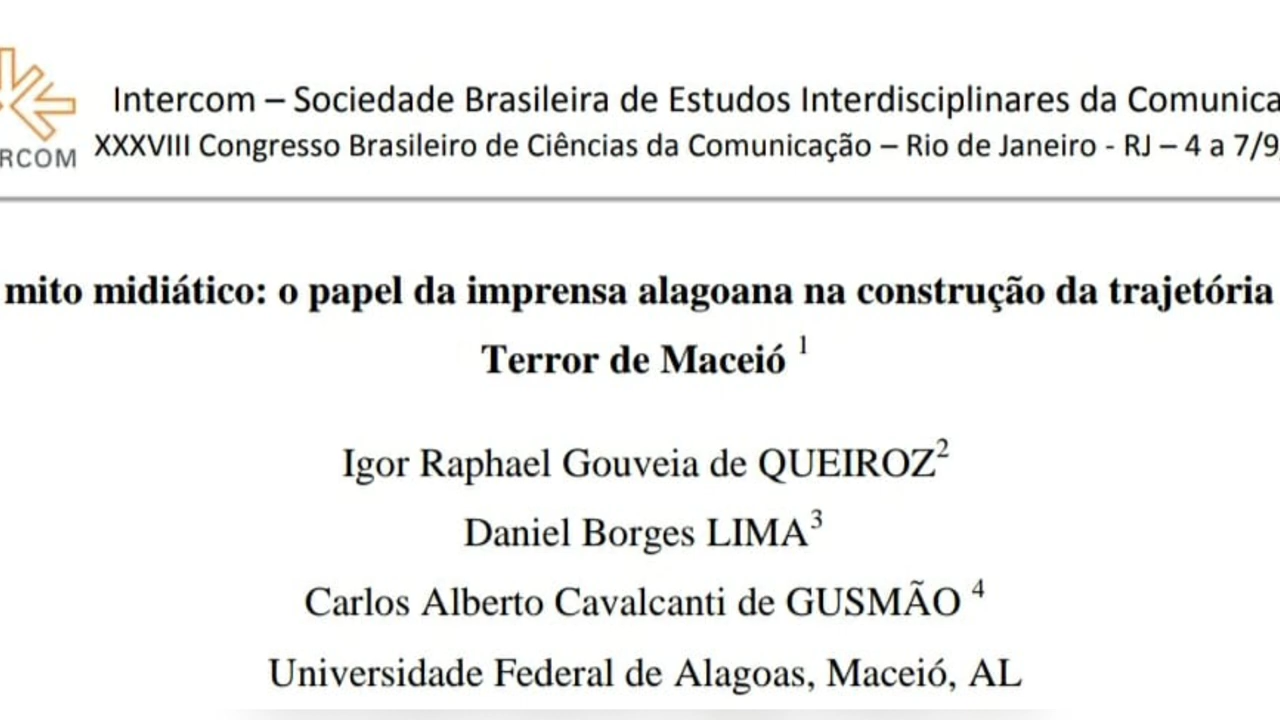 Intercom – Sociedade Brasileira de Estudos Interdisciplinares da Comunica
RCOM XXXVIII Congresso Brasileiro de Ciências da Comunicação – Rio de Janeiro - RJ – 4 a 7/9
mito midiático: o papel da imprensa alagoana na construção da trajetória
Terror de Maceió 1
Igor Raphael Gouveia de QUEIROZ2
Daniel Borges LIMA3
Carlos Alberto Cavalcanti de GUSMÃO 4
Universidade Federal de Alagoas, Maceió, AL